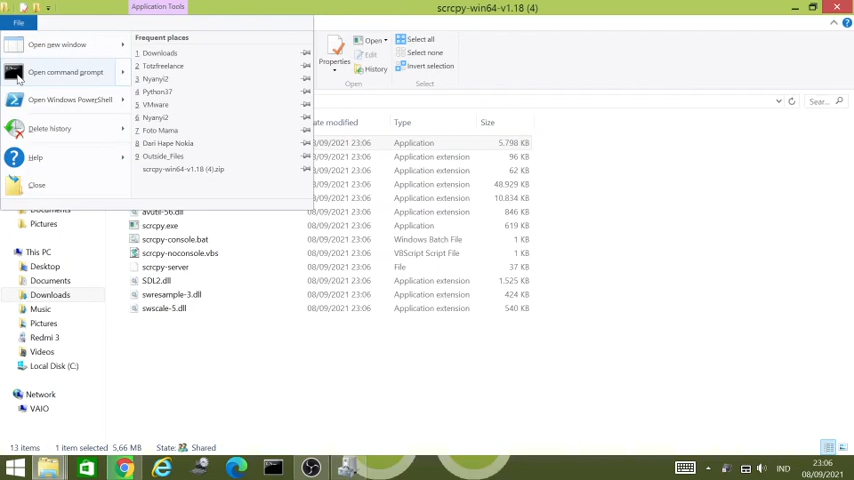 Application Tools
scrcpy-win64-v1.18 (4)
File
Frequent places
Open new window
1 Downloads
2 Totzfreelance
Open command prompt
3 Nyanyi2
4 Python37
Open Windows PowerShell
5 VMware
6 Nyanyi2
Delete history
7 Foto Mama
8 Dari Hape Nokia
Help
9 Outside_Files
scrcpy-win64-v1.18 (4).zip
Close
Properties
Open
Edit
History
Open
Select all
Select none
Invert selection
Select
Sear...
ate modified
Type
Size
/09/2021 23:06 Application 5.798 KB
/09/2021 23:06 Application extension 96 KB
/09/2021 23:06 Application extension 62 KB
/09/2021 23:06 Application extension 48.929 KB
/09/2021 23:06 Application extension 10.834 KB
avutil-56.dll 08/09/2021 23:06 Application extension 846 KB
scrcpy.exe 08/09/2021 23:06 Application 619 KB
scrcpy-console.bat 08/09/2021 23:06 Windows Batch File 1 KB
scrcpy-noconsole.vbs 08/09/2021 23:06 VBScript Script File 1 KB
scrcpy-server 08/09/2021 23:06 File 37 KB
SDL2.dll 08/09/2021 23:06 Application extension 1.525 KB
swresample-3.dll 08/09/2021 23:06 Application extension 424 KB
swscale-5.dll 08/09/2021 23:06 Application extension 540 KB
Documents
Pictures
This PC
Desktop
Documents
Downloads
Music
Pictures
Redmi 3
Videos
Local Disk (C:)
Network
VAIO
13 items 1 item selected 5,66 MB State: Shared
IND
23:06
08/09/2021